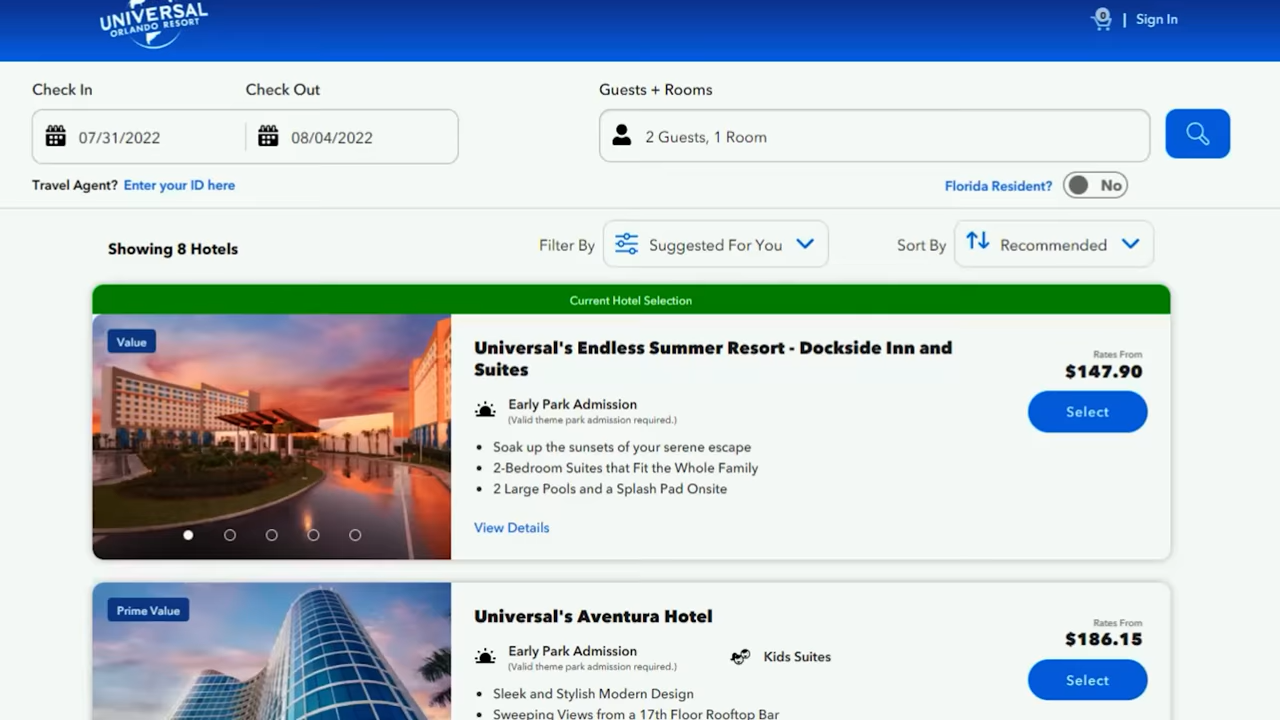 UNIVERSAL
ORLANDO RESORT
0
| Sign In
Check In
Check Out
Guests + Rooms
07/31/2022
08/04/2022
2 Guests, 1 Room
Travel Agent? Enter your ID here
Florida Resident?
No
Showing 8 Hotels
Filter By
Suggested For You
Sort By
Recommended
Current Hotel Selection
Value
Universal's Endless Summer Resort - Dockside Inn and
Suites
Rates From
$147.90
Select
Early Park Admission
(Valid theme park admission required.)
• Soak up the sunsets of your serene escape
• 2-Bedroom Suites that Fit the Whole Family
• 2 Large Pools and a Splash Pad Onsite
View Details
Prime Value
Universal's Aventura Hotel
Rates From
$186.15
Select
Early Park Admission
(Valid theme park admission required.)
Kids Suites
• Sleek and Stylish Modern Design
• Sweeping Views from a 17th Floor Rooftop Bar